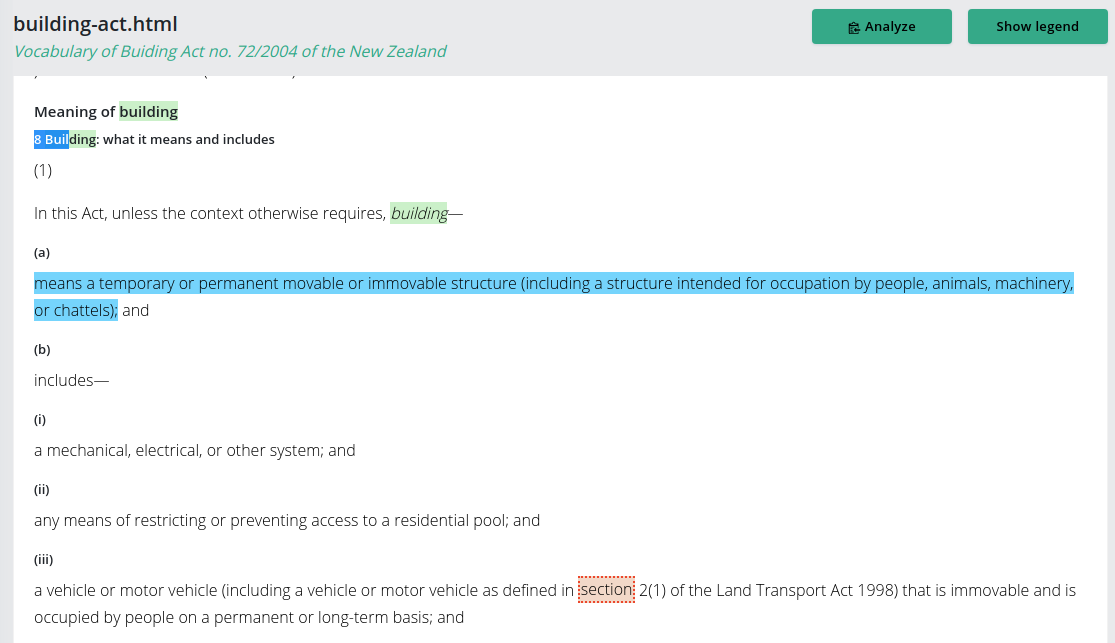 building-act.html
Vocabulary of Buiding Act no. 72/2004 of the New Zealand
Analyze
Show legend
Meaning of building
8 Building: what it means and includes
(1)
In this Act, unless the context otherwise requires, building—
(a)
means a temporary or permanent movable or immovable structure (including a structure intended for occupation by people, animals, machinery,
or chattels); and
(b)
includes—
(i)
a mechanical, electrical, or other system; and
(ii)
any means of restricting or preventing access to a residential pool; and
(iii)
a vehicle or motor vehicle (including a vehicle or motor vehicle as defined in section 2(1) of the Land Transport Act 1998) that is immovable and is
occupied by people on a permanent or long-term basis; and